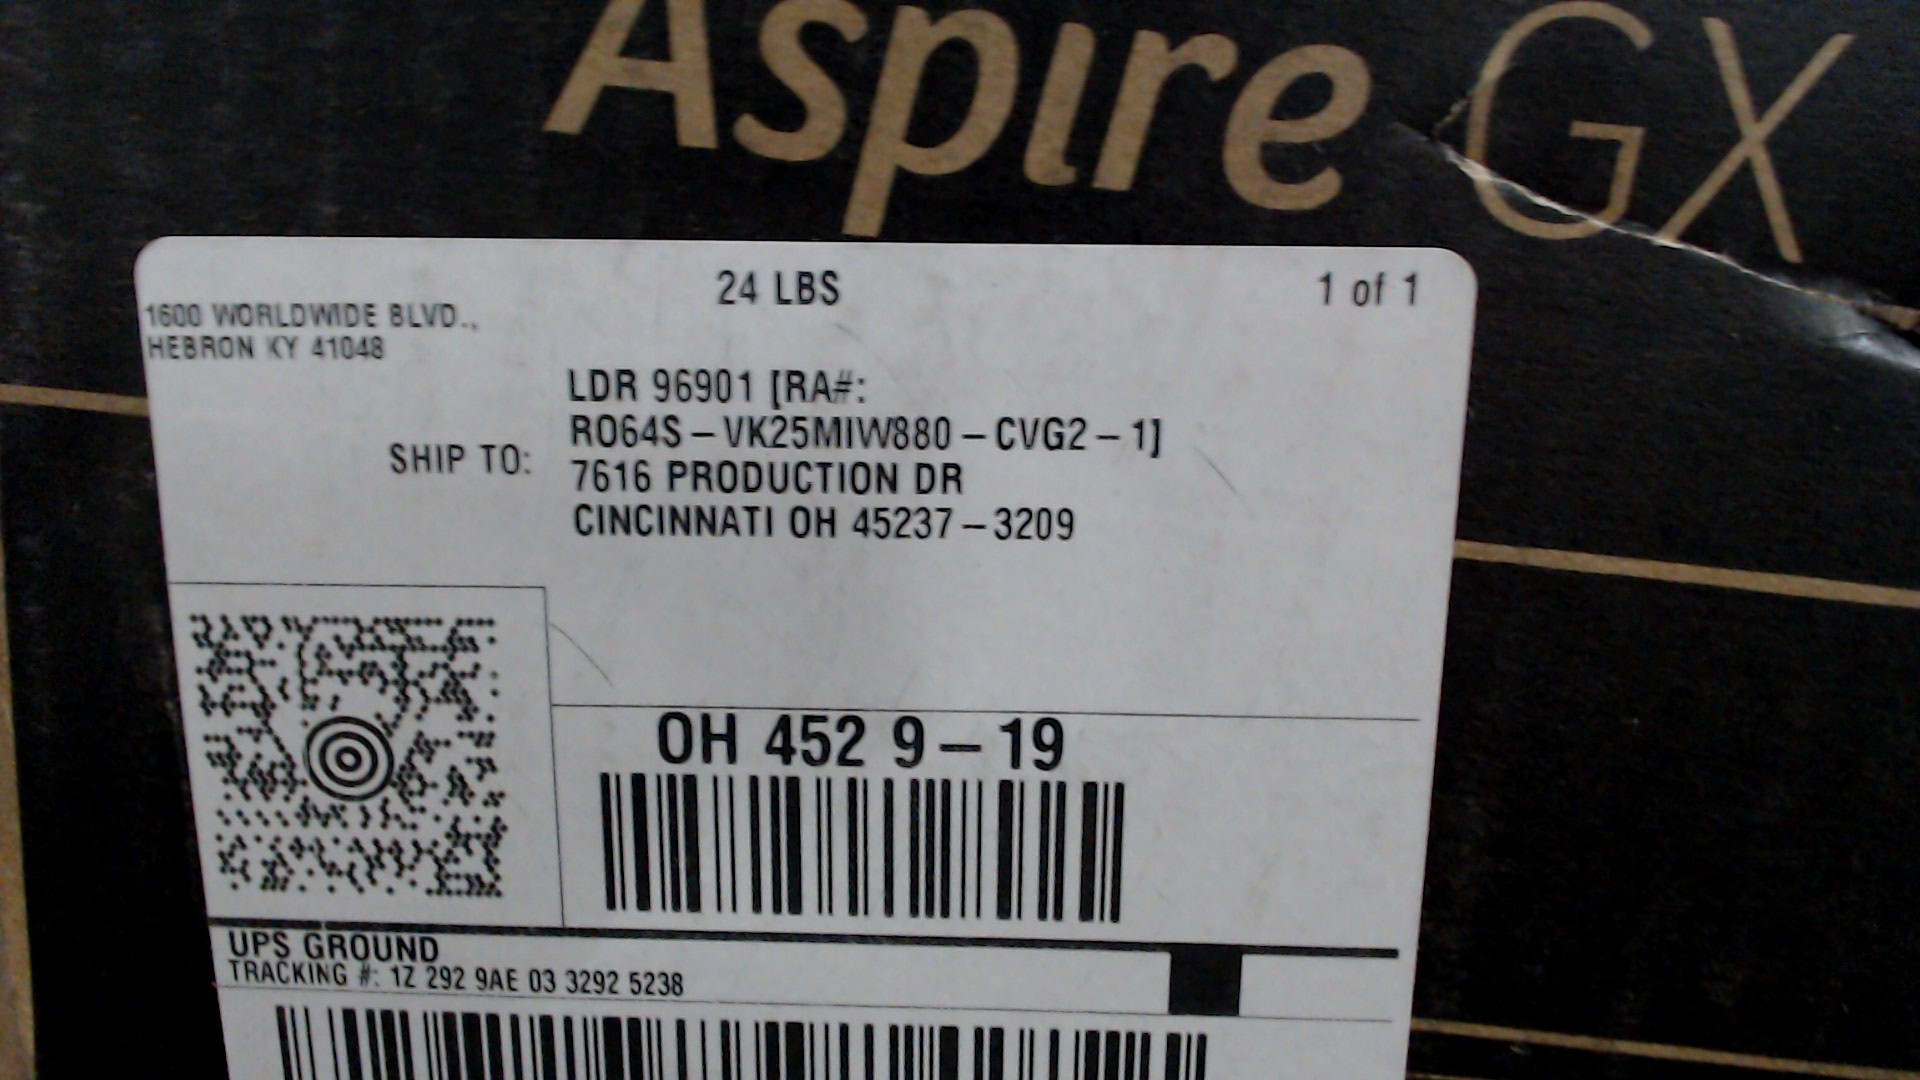 Aspire GX
24 LBS
1 of 1
1600 WORLDWIDE BLVD.,
HEBRON KY 41048
SHIP TO:
LDR 96901 [RA#:
RO64S-VK25MIW880-CVG2-1]
7616 PRODUCTION DR
CINCINNATI OH 45237-3209
OH 452 9-19
UPS GROUND
TRACKING #: 1Z 292 9AE 03 3292 5238